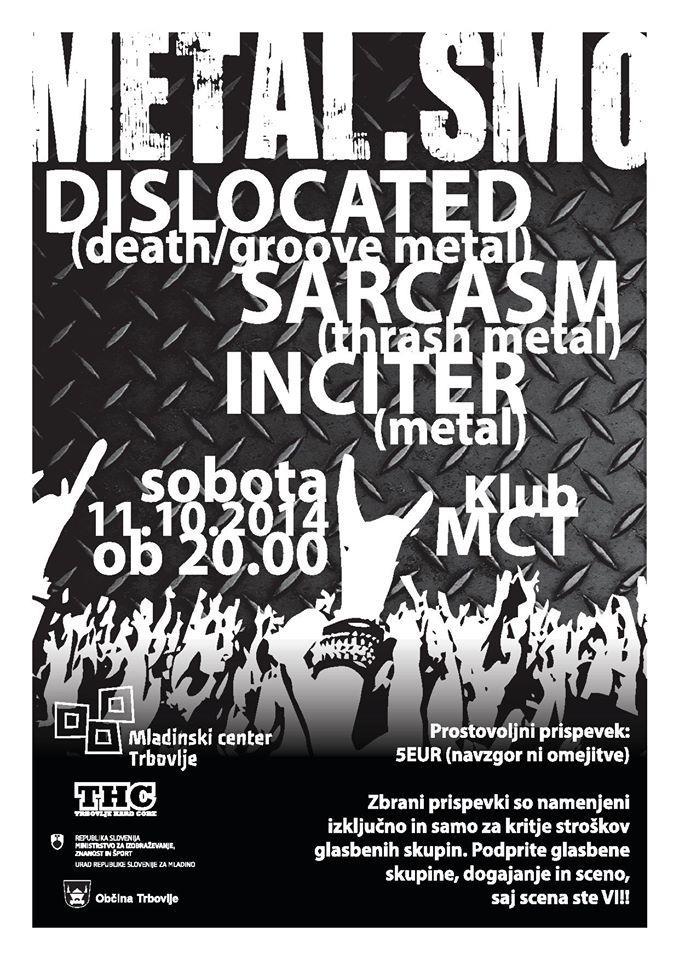 METAL.SMO
DISLOCATED
(death/groove metal)
SARCASM
(thrash metal)
INCITER
(metal)
sobota
11.10.2014
ob 20.00
Klub
MCT
Mladinski center
Trbovlje
THC
TRBOVLJE HARD CORE
REPUBLIKA SLOVENIJA
MINISTRSTVO ZA IZOBRAŽEVANJE,
ZNANOST IN ŠPORT
URAD REPUBLIKE SLOVENIJE ZA MLADINO
Občina Trbovlje
Prostovoljni prispevek:
5EUR (navzgor ni omejitve)
Zbrani prispevki so namenjeni
izključno in samo za kritje stroškov
glasbenih skupin. Podprite glasbene
skupine, dogajanje in sceno,
saj scena ste VI!!